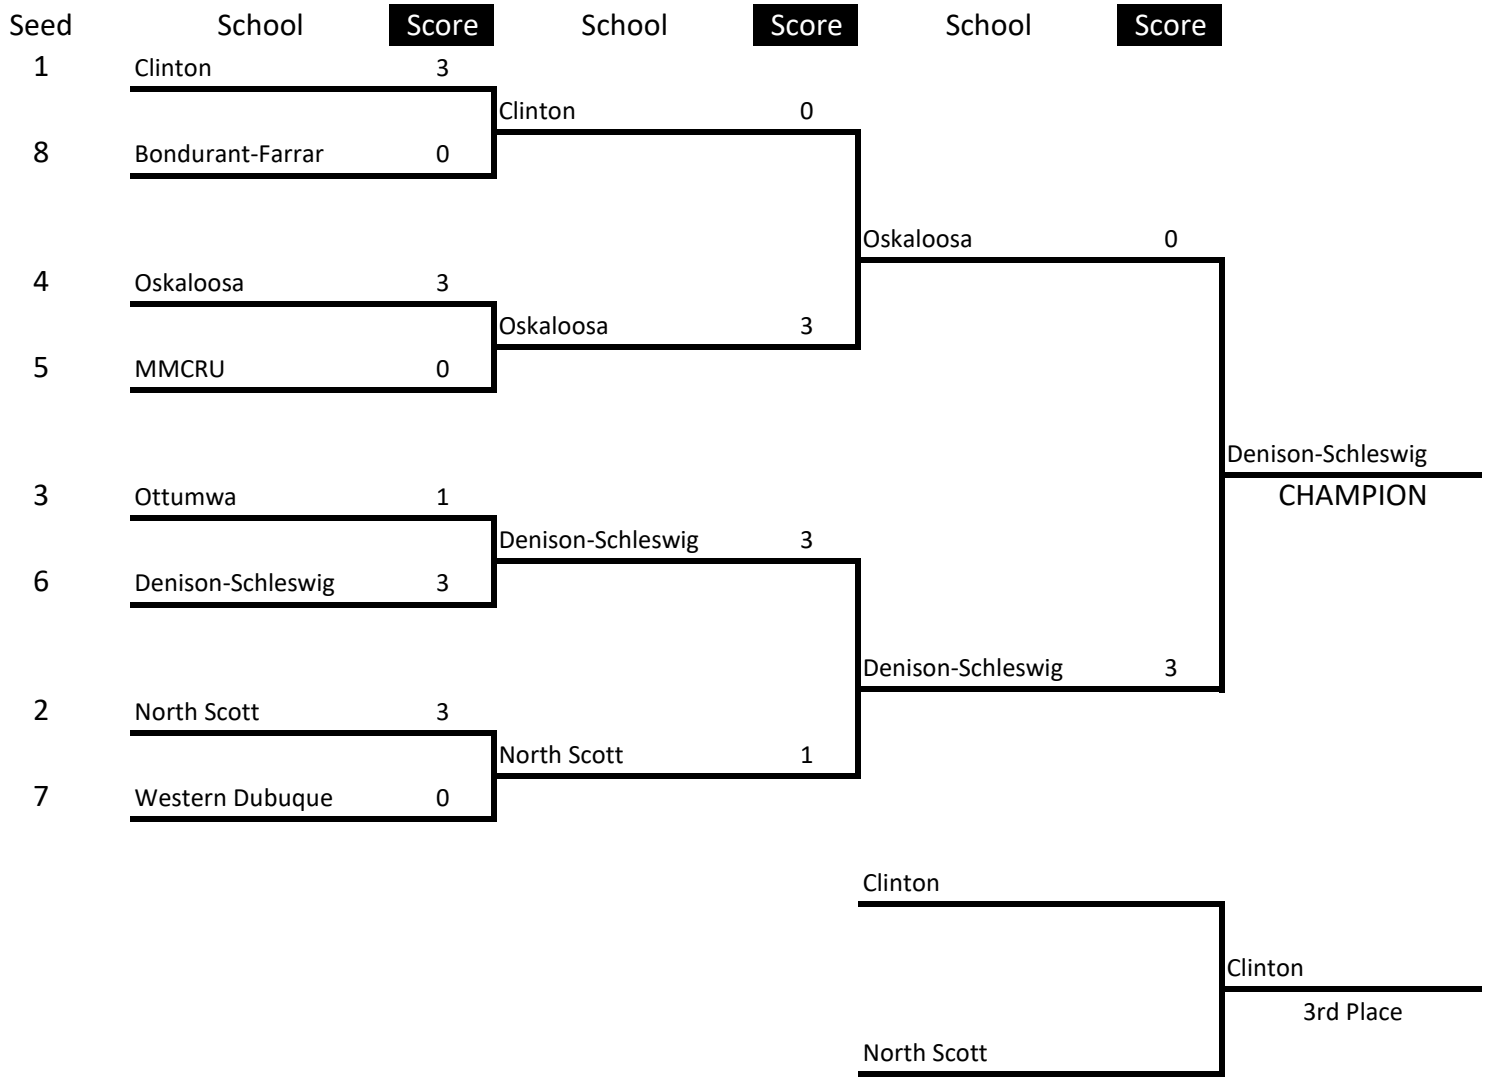 Seed School Score School Score School Score
1 Clinton 3
Clinton 0
8 Bondurant-Farrar 0
Oskaloosa 0
4 Oskaloosa 3
Oskaloosa 3
5 MMCRU 0
Denison-Schleswig
3 Ottumwa 1 CHAMPION
Denison-Schleswig 3
6 Denison-Schleswig 3
Denison-Schleswig 3
2 North Scott 3
North Scott 1
7 Western Dubuque 0
Clinton
Clinton
3rd Place
North Scott